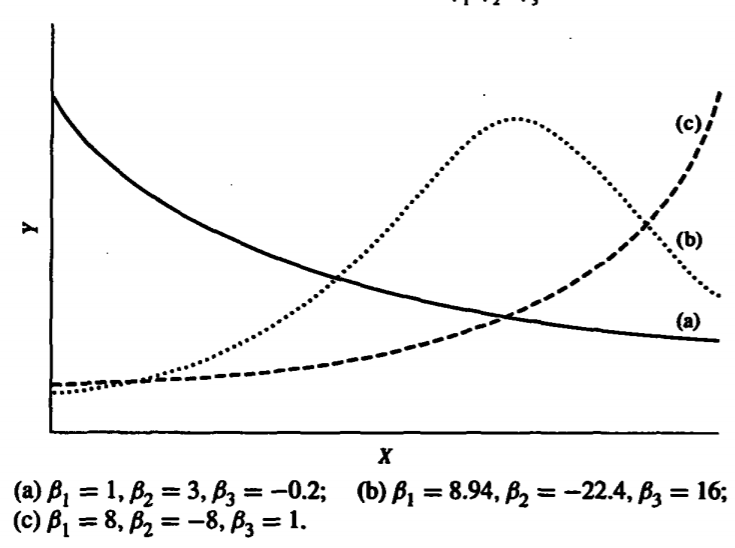 (c)
Y
(b)
(a)
X
(a) β₁ = 1, β₂ = 3, β₃ = −0.2; (b) β₁ = 8.94, β₂ = −22.4, β₃ = 16;
(c) β₁ = 8, β₂ = −8, β₃ = 1.